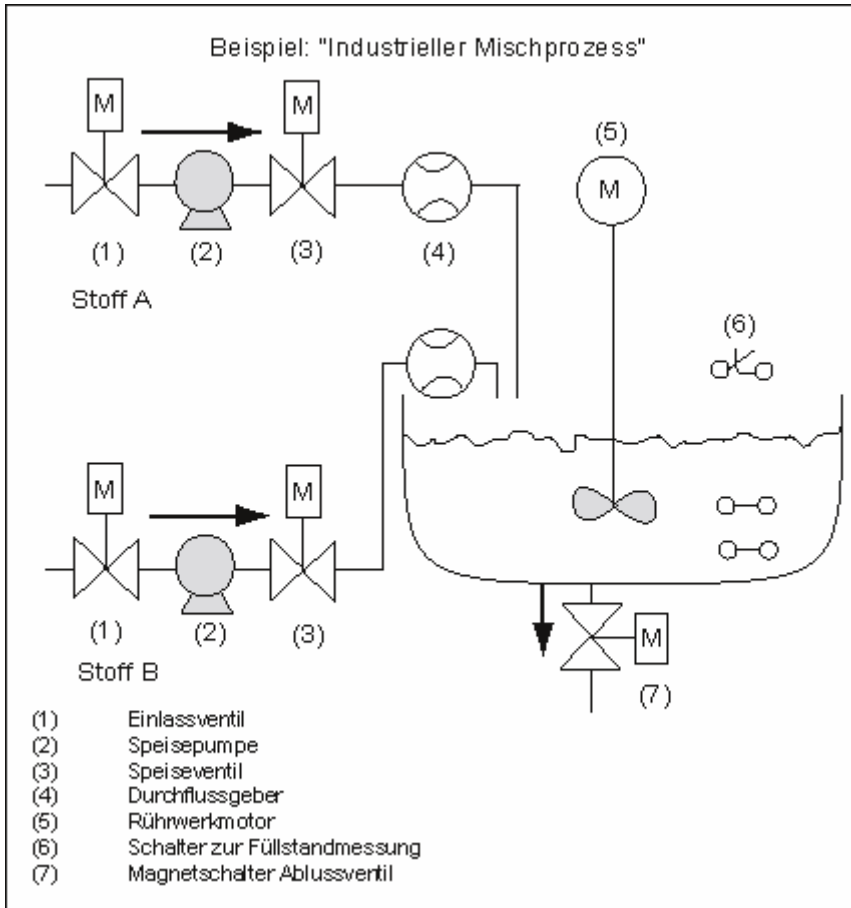 Beispiel: "Industrieller Mischprozess"
M
M
(5)
M
(1)
(2)
(3)
(4)
Stoff A
(6)
M
M
(1)
(2)
(3)
M
(7)
Stoff B
(1) Einlassventil
(2) Speisepumpe
(3) Speiseventil
(4) Durchflussgeber
(5) Rührwerkmotor
(6) Schalter zur Füllstandmessung
(7) Magnetschalter Ablussventil